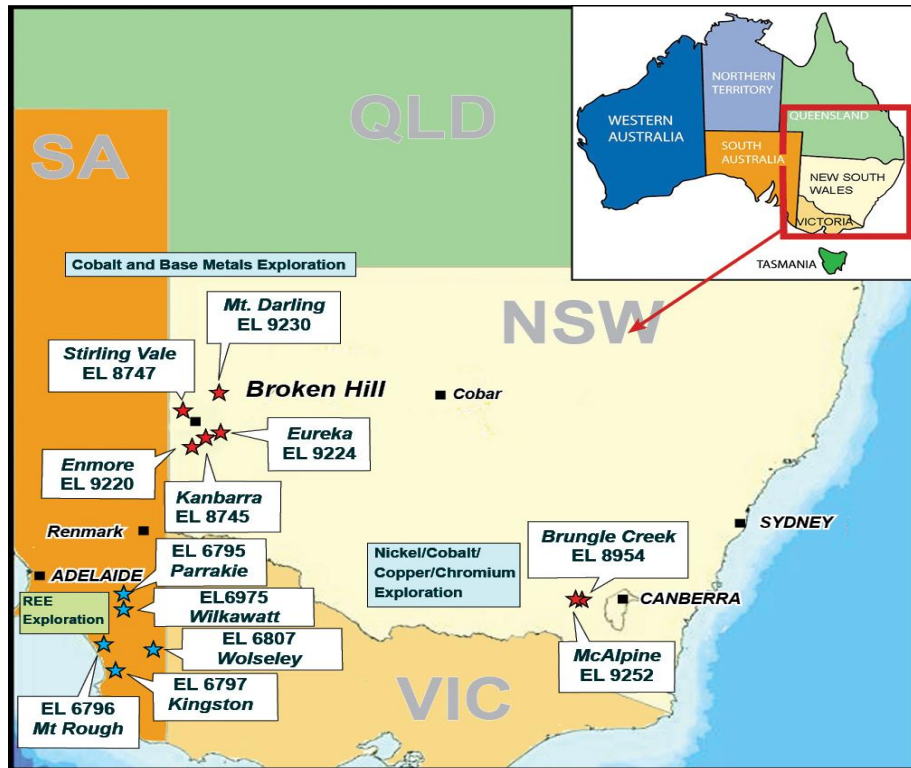 QLD
SA
NORTHERN
TERRITORY
QUEENSLAND
WESTERN
AUSTRALIA
SOUTH
AUSTRALIA
NEW SOUTH
WALES
VICTORIA
TASMANIA
Cobalt and Base Metals Exploration
Mt. Darling
EL 9230
NSW
Stirling Vale
EL 8747
Broken Hill
Cobar
Eureka
EL 9224
Enmore
EL 9220
Kanbarra
EL 8745
Renmark
SYDNEY
Brungle Creek
EL 8954
Nickel/Cobalt/
Copper/Chromium
Exploration
EL 6795
Parrakie
ADELAIDE
REE
Exploration
EL6975
Wilkawatt
CANBERRA
EL 6807
Wolseley
McAlpine
EL 9252
EL 6797
Kingston
EL 6796
Mt Rough
VIC